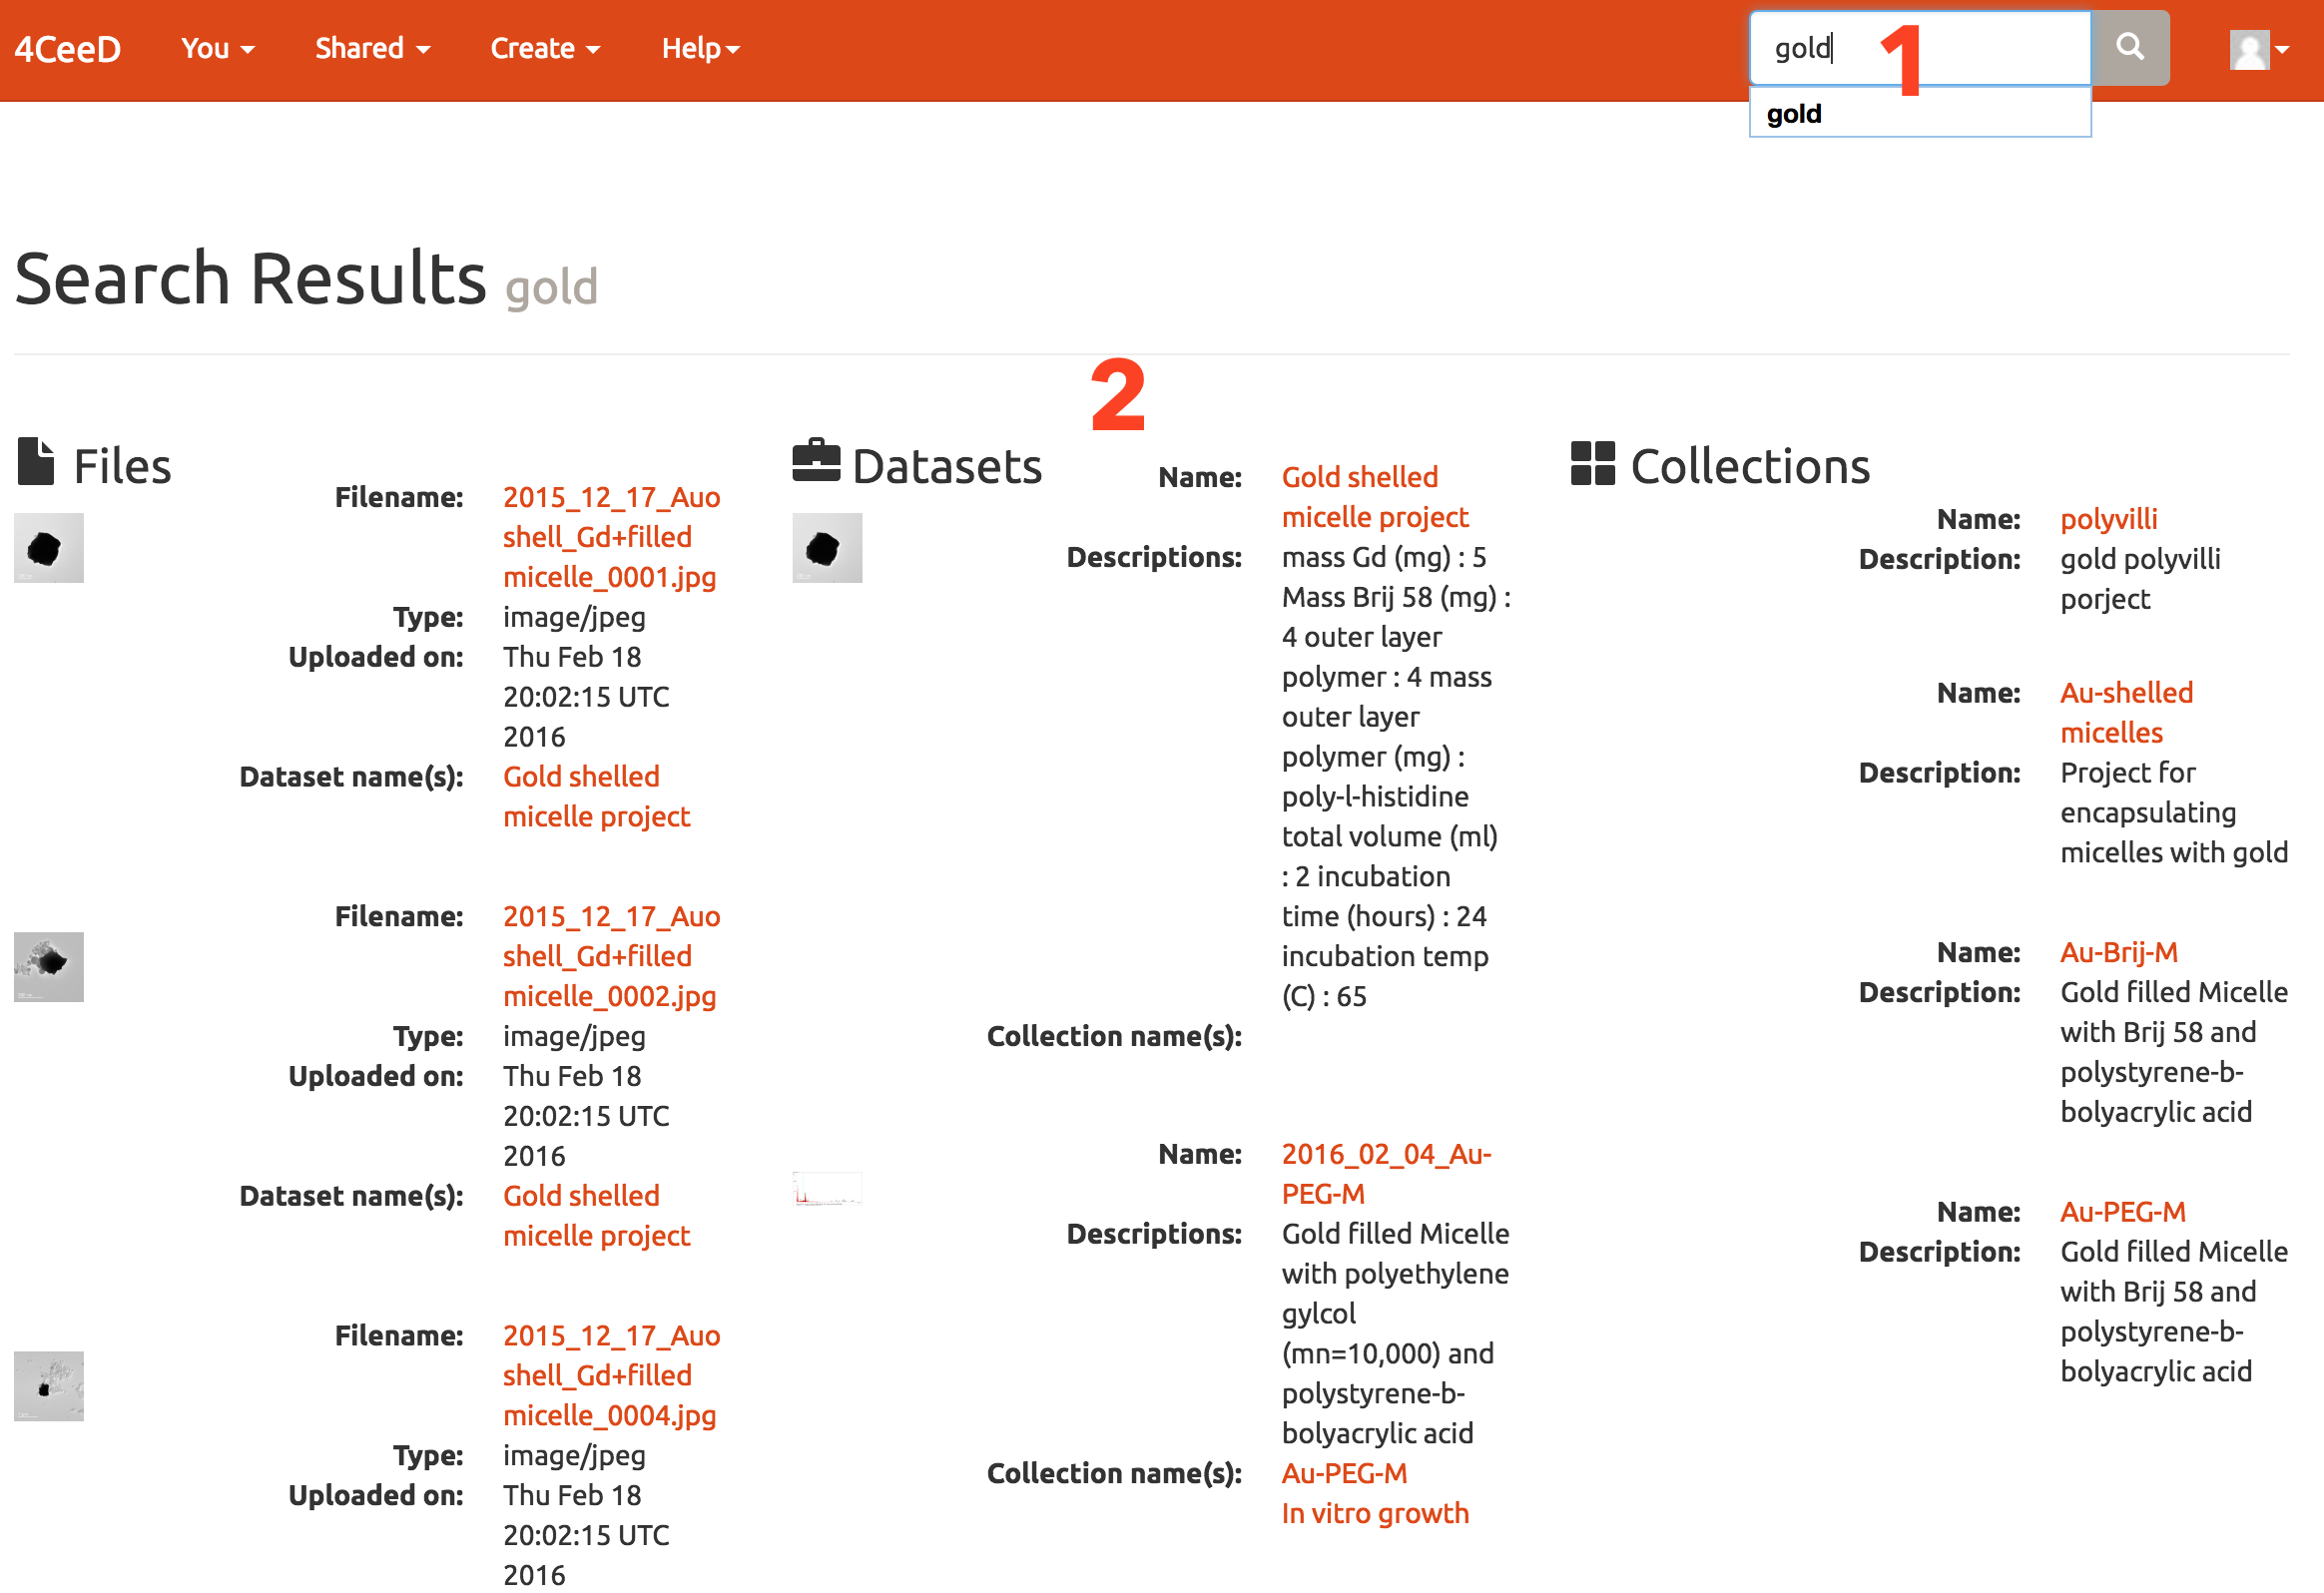 4CeeD You Shared Create Help gold 1
gold
Search Results gold
2
Files
Filename: 2015_12_17_Auo
shell_Gd+filled
micelle_0001.jpg
Type: image/jpeg
Uploaded on: Thu Feb 18
20:02:15 UTC
2016
Dataset name(s): Gold shelled
micelle project
Filename: 2015_12_17_Auo
shell_Gd+filled
micelle_0002.jpg
Type: image/jpeg
Uploaded on: Thu Feb 18
20:02:15 UTC
2016
Dataset name(s): Gold shelled
micelle project
Filename: 2015_12_17_Auo
shell_Gd+filled
micelle_0004.jpg
Type: image/jpeg
Uploaded on: Thu Feb 18
20:02:15 UTC
2016
Datasets
Name: Gold shelled
micelle project
Descriptions: mass Gd (mg) : 5
Mass Brij 58 (mg) :
4 outer layer
polymer : 4 mass
outer layer
polymer (mg) :
poly-l-histidine
total volume (ml)
: 2 incubation
time (hours) : 24
incubation temp
(C) : 65
Collection name(s):
Name: 2016_02_04_Au-
PEG-M
Descriptions: Gold filled Micelle
with polyethylene
gylcol
(mn=10,000) and
polystyrene-b-
bolyacrylic acid
Collection name(s): Au-PEG-M
In vitro growth
Collections
Name: polyvilli
Description: gold polyvilli
porject
Name: Au-shelled
micelles
Description: Project for
encapsulating
micelles with gold
Name: Au-Brij-M
Description: Gold filled Micelle
with Brij 58 and
polystyrene-b-
bolyacrylic acid
Name: Au-PEG-M
Description: Gold filled Micelle
with Brij 58 and
polystyrene-b-
bolyacrylic acid